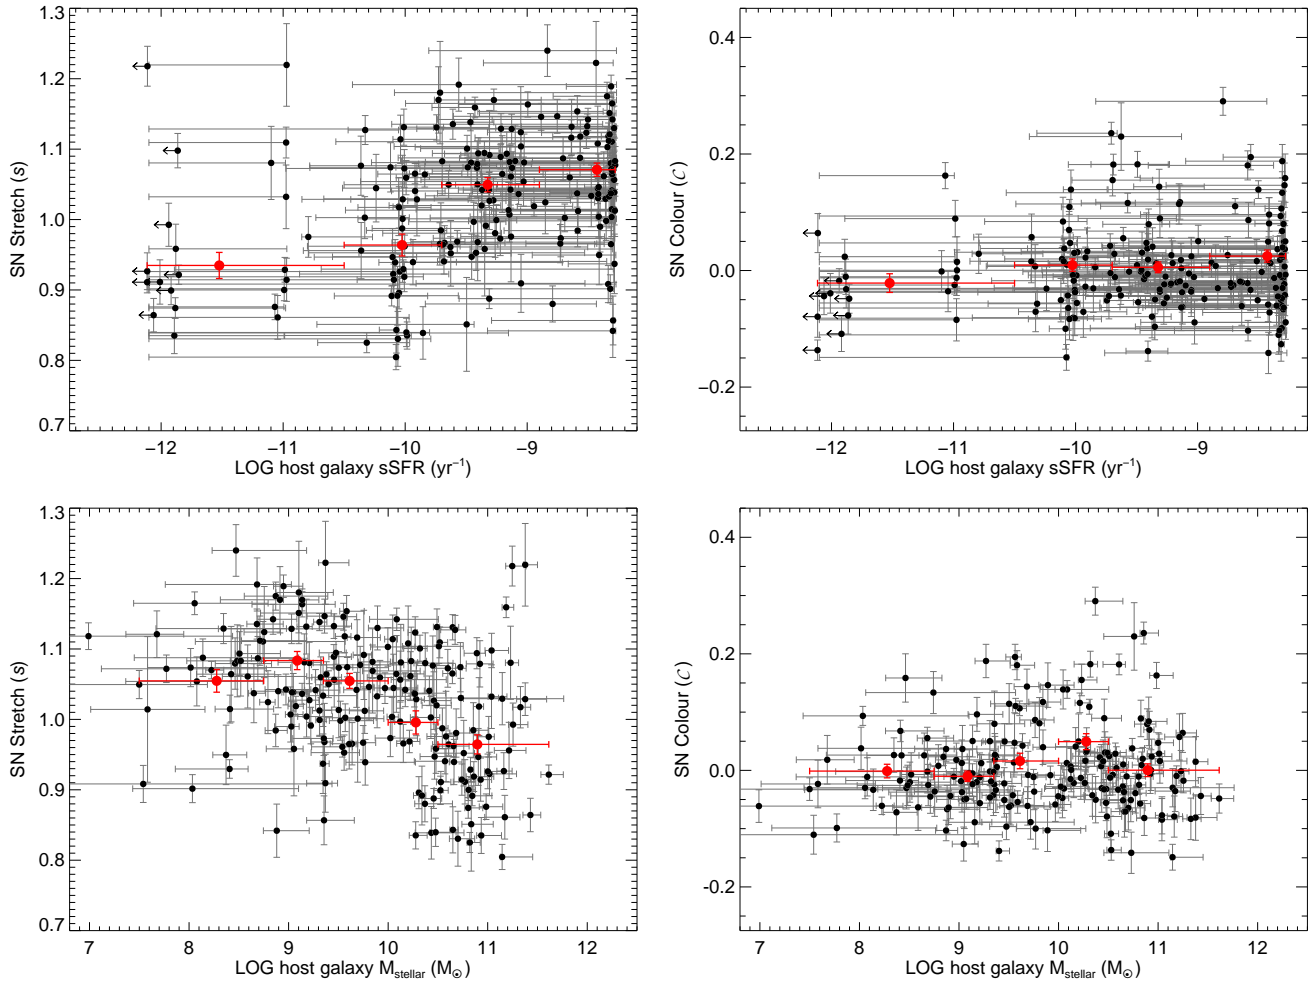 1.3
1.2
1.1
1.0
0.9
0.8
0.7
SN Stretch (s)
−12 −11 −10 −9
LOG host galaxy sSFR (yr⁻¹)
0.4
0.2
0.0
−0.2
SN Colour (C)
−12 −11 −10 −9
LOG host galaxy sSFR (yr⁻¹)
1.3
1.2
1.1
1.0
0.9
0.8
0.7
SN Stretch (s)
7 8 9 10 11 12
LOG host galaxy M_stellar (M_⊙)
0.4
0.2
0.0
−0.2
SN Colour (C)
7 8 9 10 11 12
LOG host galaxy M_stellar (M_⊙)